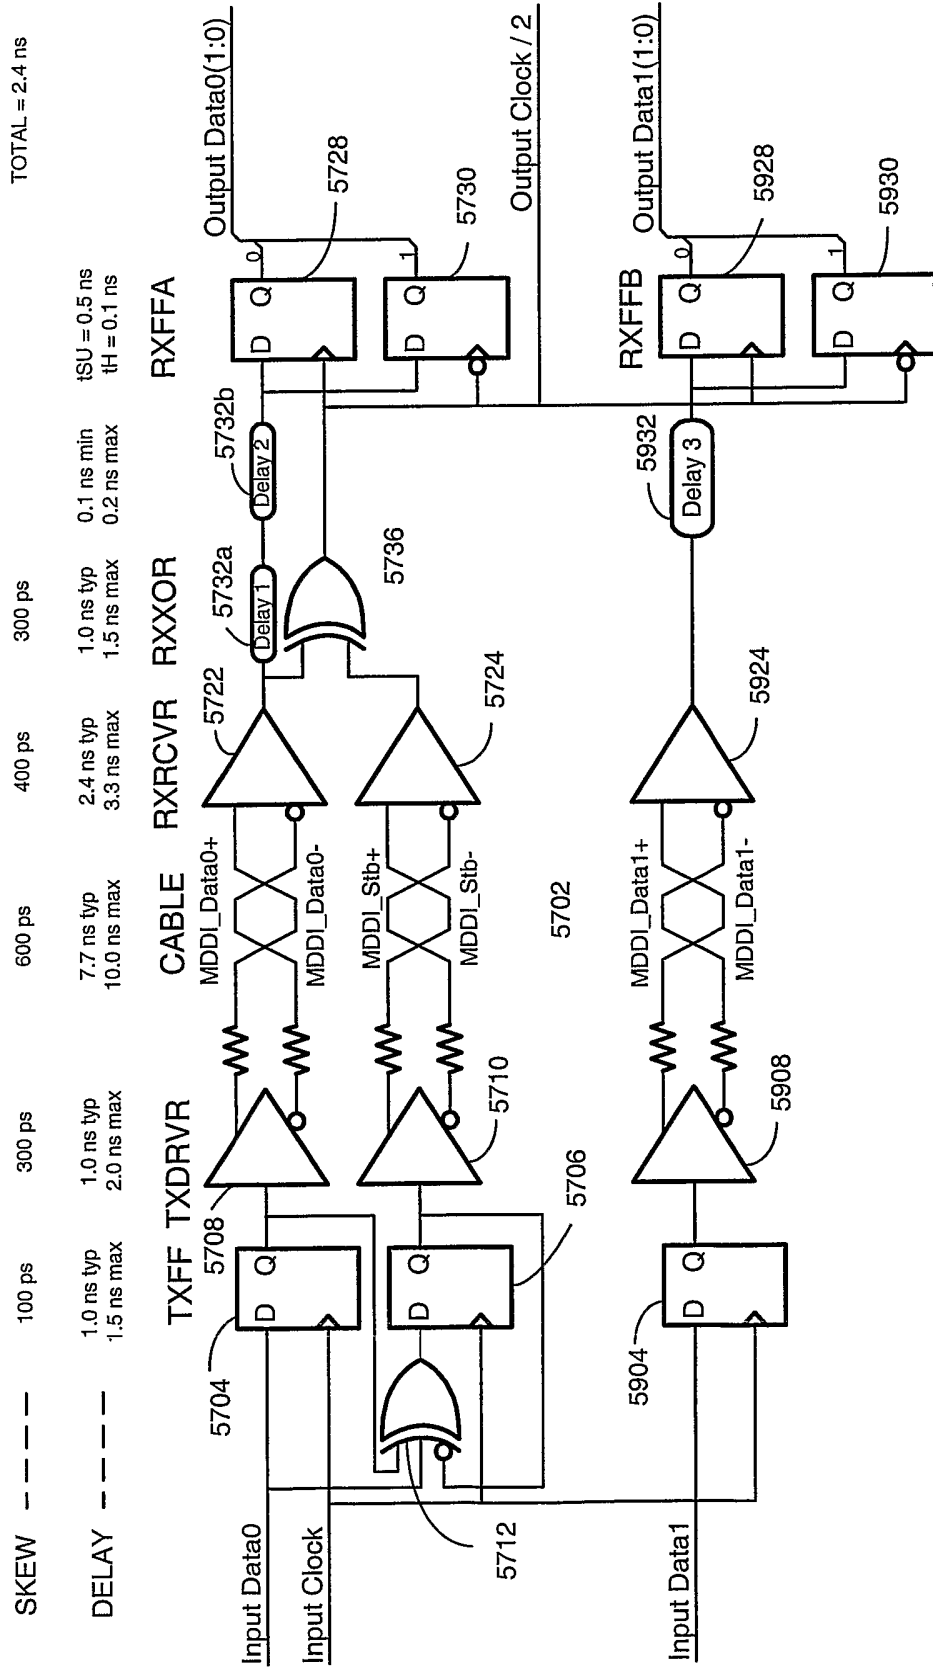 SKEW 100 ps 300 ps 600 ps 400 ps 300 ps TOTAL = 2.4 ns
DELAY 1.0 ns typ 1.0 ns typ 7.7 ns typ 2.4 ns typ 1.0 ns typ 0.1 ns min tSU = 0.5 ns
1.5 ns max 2.0 ns max 10.0 ns max 3.3 ns max 1.5 ns max 0.2 ns max tH = 0.1 ns
TXFF TXDRVR CABLE RXRCVR RXXOR RXFFA
5704
5708
MDDI_Data0+
5722
5732a
5732b
Output Data0(1:0)
Input Data0
D Q
Delay 1
Delay 2
D Q
0
5728
MDDI_Data0-
Input Clock
MDDI_Stb+
5736
D Q
D Q
1
5730
5712
5706
5710
MDDI_Stb-
5724
Output Clock / 2
5702
5904
MDDI_Data1+
5932
RXFFB
Output Data1(1:0)
Input Data1
D Q
Delay 3
D Q
0
5928
5908
MDDI_Data1-
5924
D Q
1
5930